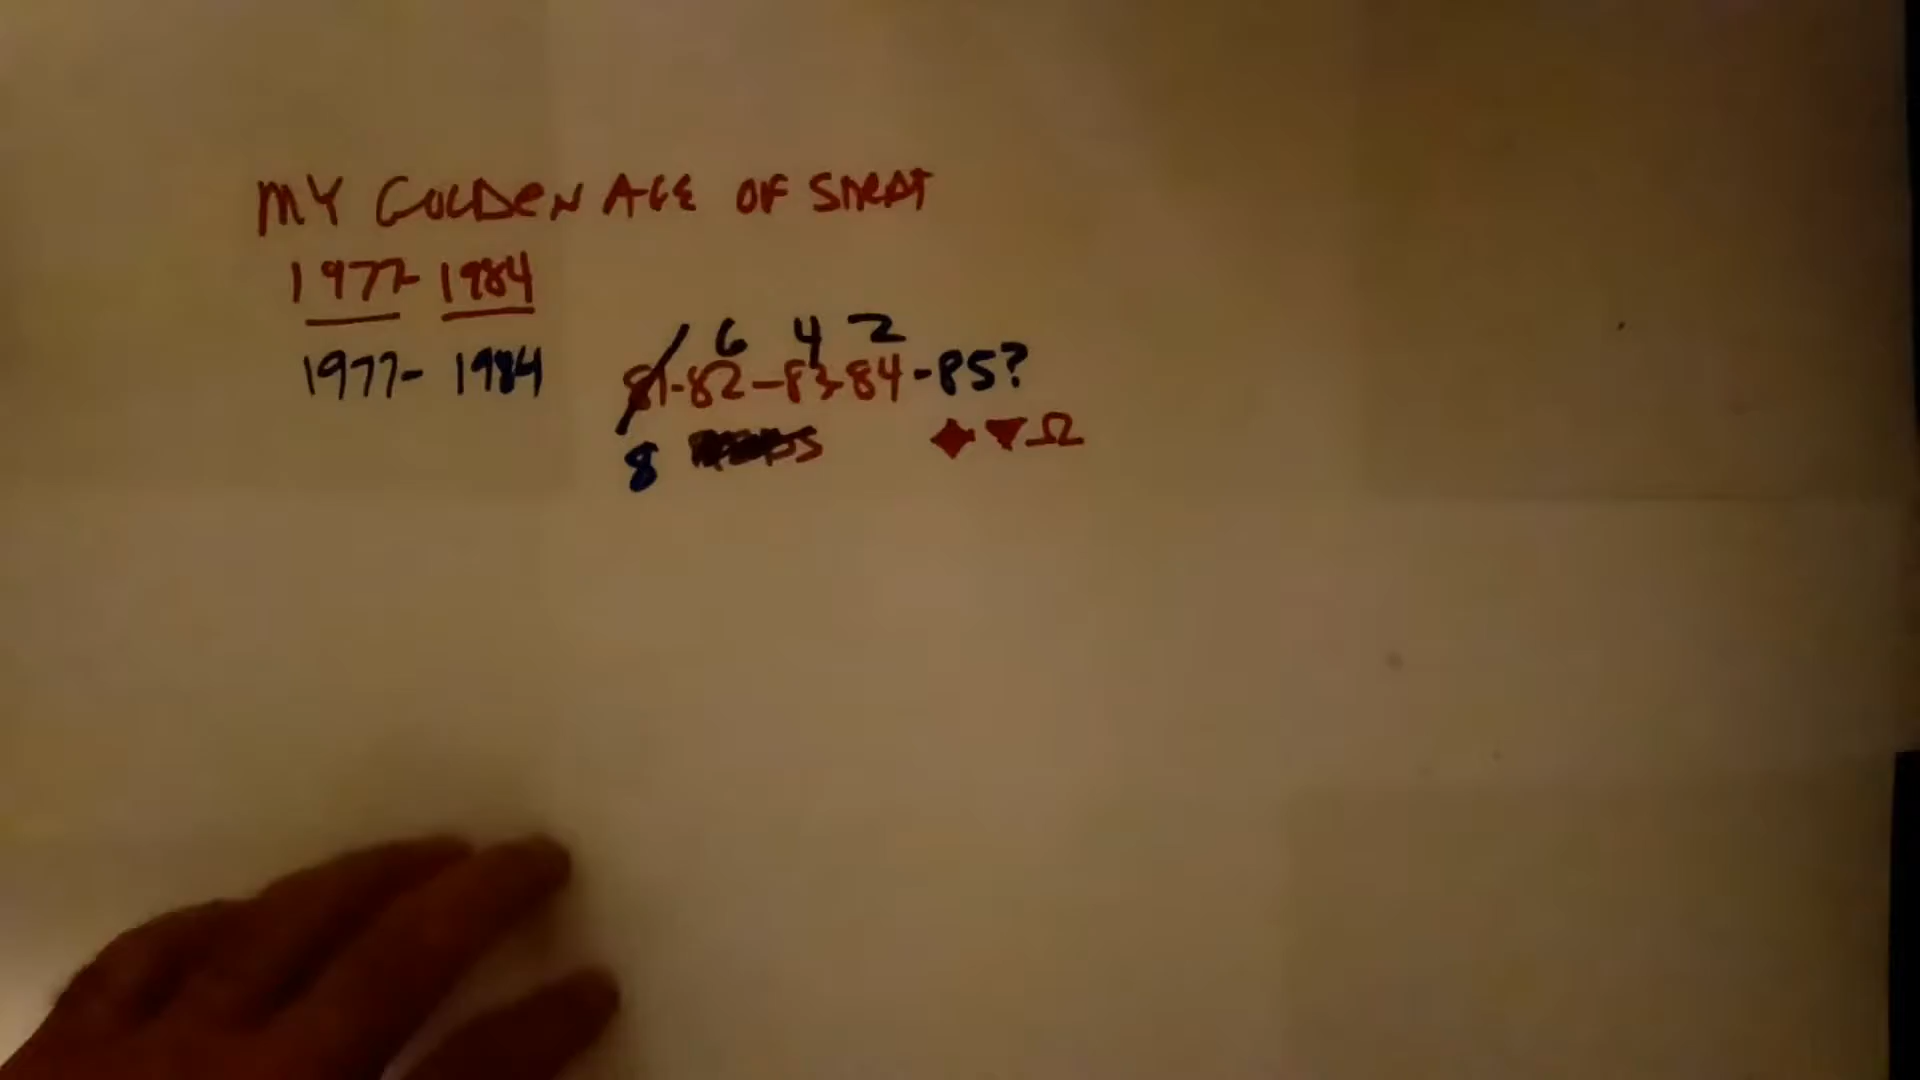 MY GOLDEN AGE OF STRAT
1977-1984
6 4 2
1977-1984 81-82-83-84-85?
8 ♦▼Ω